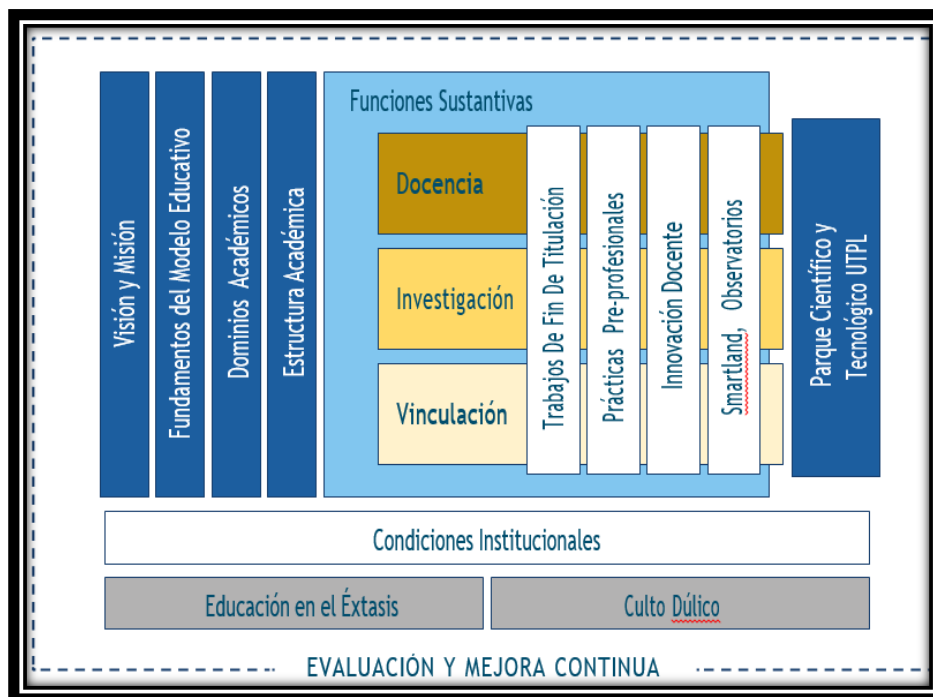 Visión y Misión
Fundamentos del Modelo Educativo
Dominios Académicos
Estructura Académica
Funciones Sustantivas
Docencia
Investigación
Vinculación
Trabajos De Fin De Titulación
Prácticas Pre-profesionales
Innovación Docente
Smartland, Observatorios
Parque Científico y
Tecnológico UTPL
Condiciones Institucionales
Educación en el Éxtasis
Culto Dúlico
EVALUACIÓN Y MEJORA CONTINUA